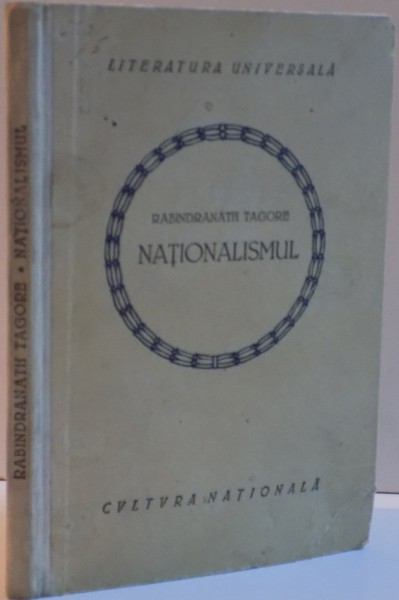 LITERATURA UNIVERSALĂ
RABINDRANATH TAGORE
NAȚIONALISMUL
CVLTVRA NAȚIONALĂ
RABINDRANATH TAGORE • NAȚIONALISMUL